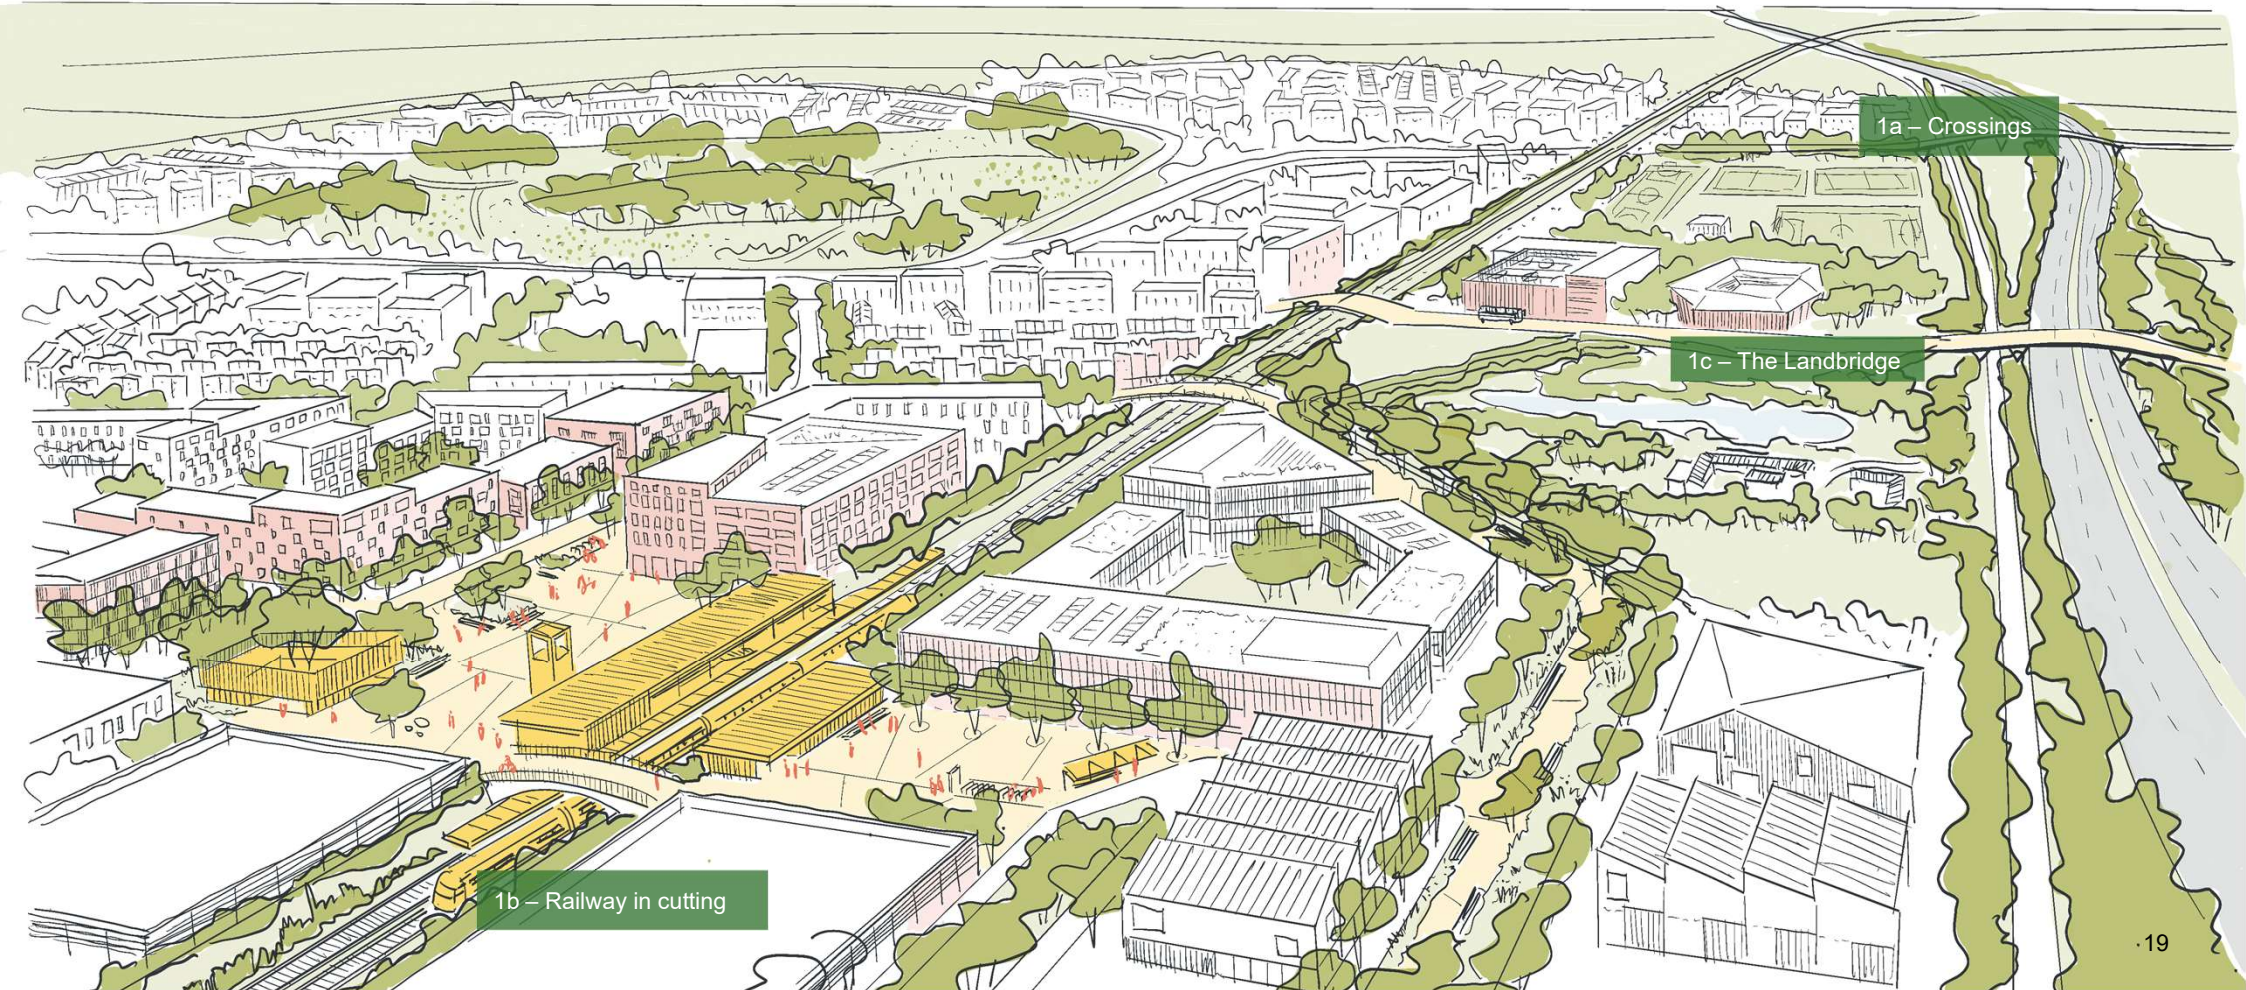 1a – Crossings
1c – The Landbridge
1b – Railway in cutting
19